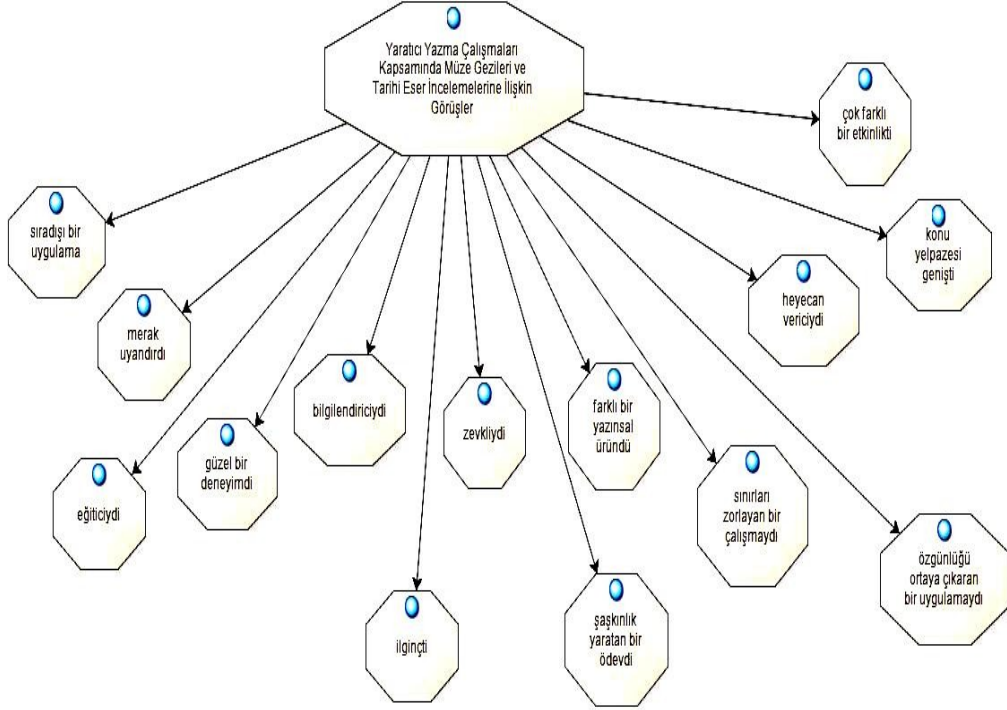 Yaratıcı Yazma Çalışmaları
Kapsamında Müze Gezileri ve
Tarihi Eser İncelemelerine İlişkin
Görüşler
çok farklı
bir etkinlikti
sıradışı bir
uygulama
konu
yelpazesi
genişti
merak
uyandırdı
heyecan
vericiydi
bilgilendiriciydi
zevkliydi
farklı bir
yazınsal
üründü
güzel bir
deneyimdi
eğiticiydi
sınırları
zorlayan bir
çalışmaydı
özgünlüğü
ortaya çıkaran
bir uygulamaydı
ilginçti
şaşkınlık
yaratan bir
ödevdi